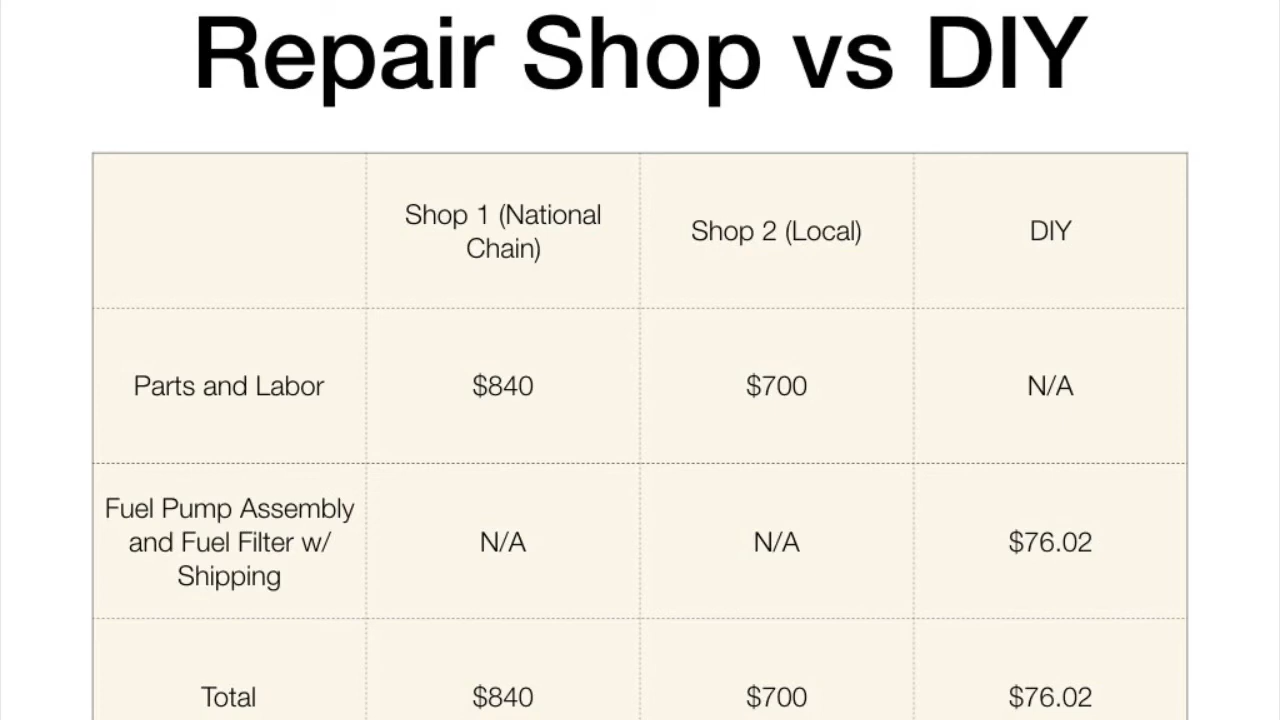 Repair Shop vs DIY
Shop 1 (National
Chain)
Shop 2 (Local)
DIY
Parts and Labor
$840
$700
N/A
Fuel Pump Assembly
and Fuel Filter w/
Shipping
N/A
N/A
$76.02
Total
$840
$700
$76.02